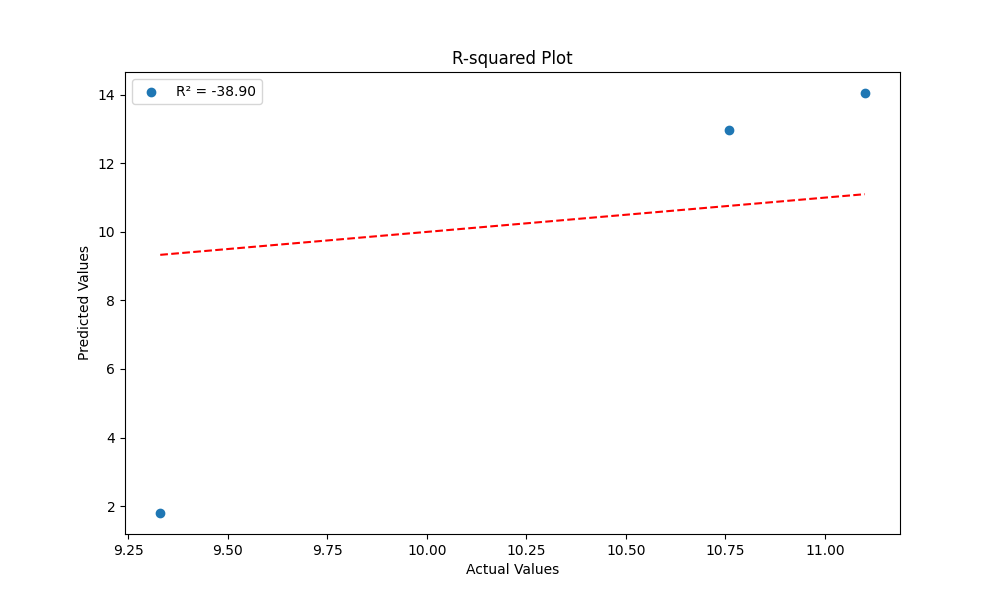 R-squared Plot
R² = -38.90
14
12
10
8
6
4
2
Predicted Values
9.25 9.50 9.75 10.00 10.25 10.50 10.75 11.00
Actual Values